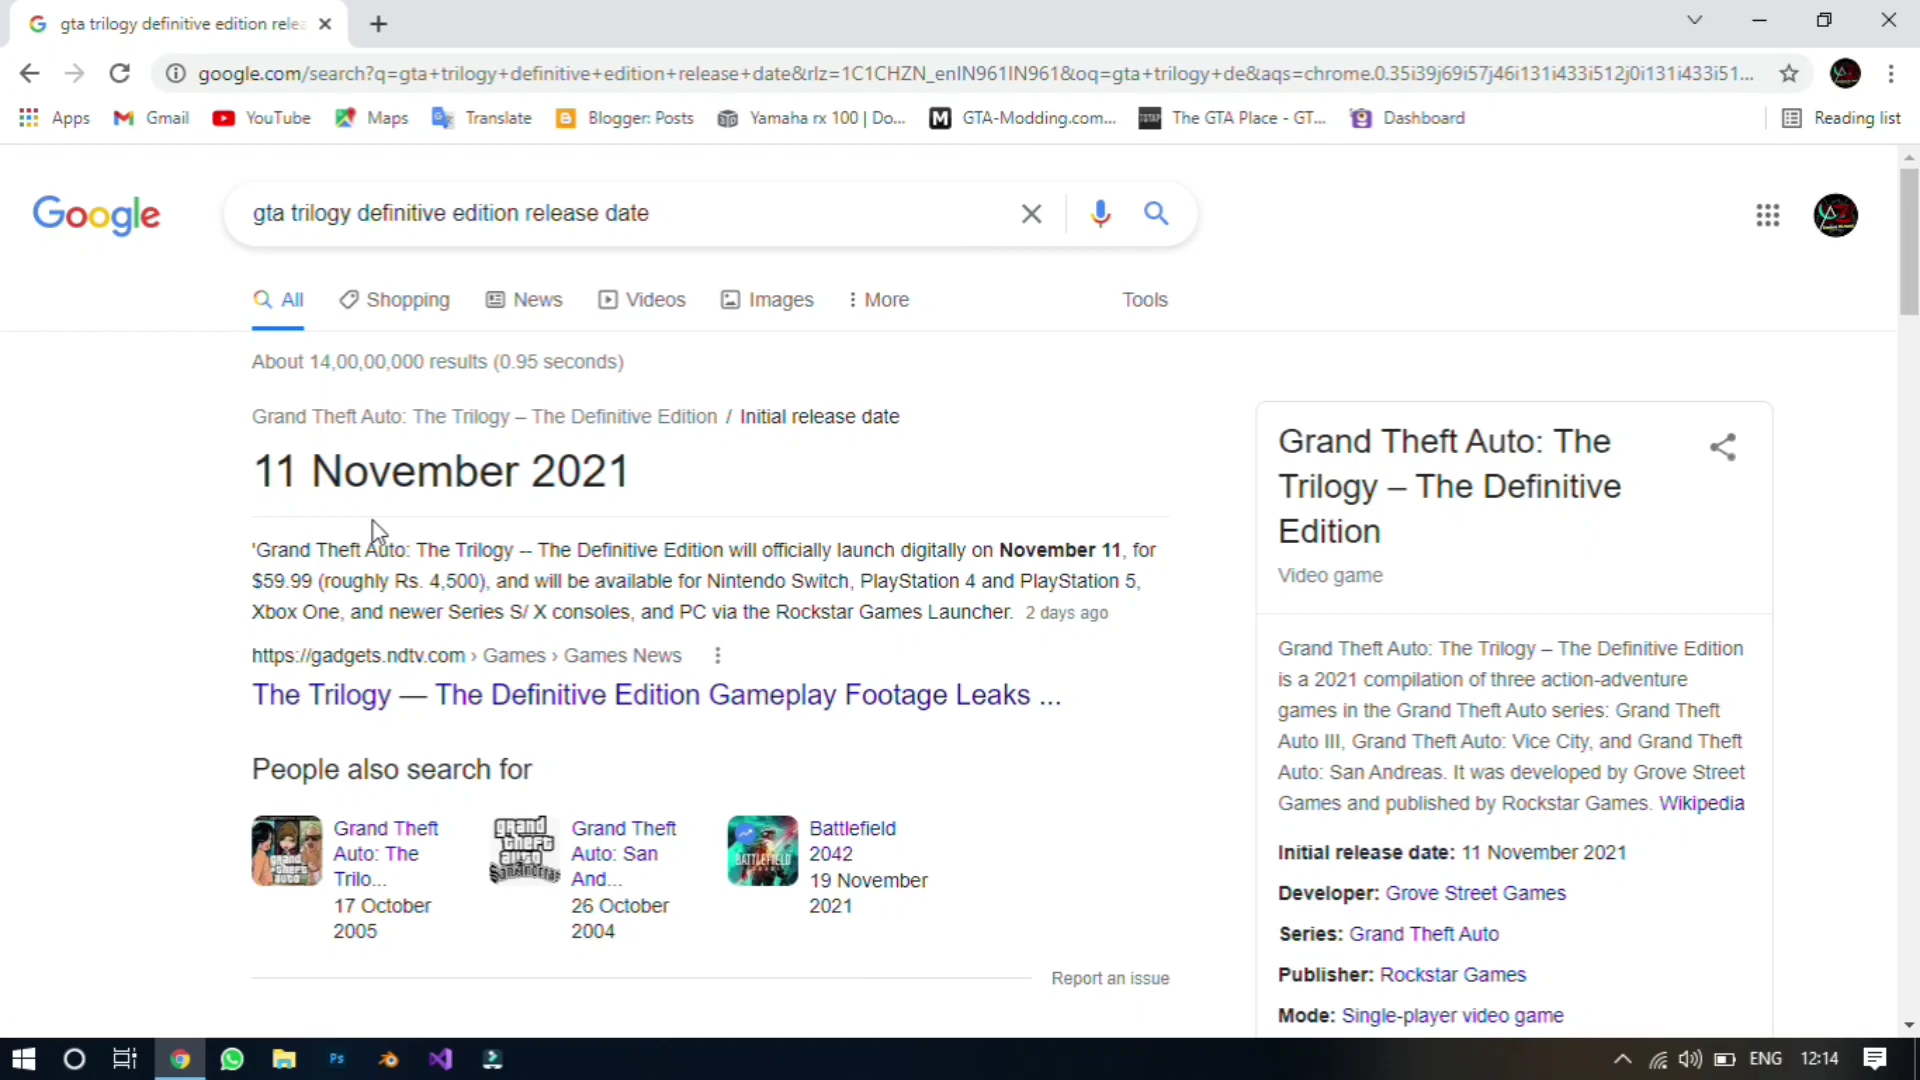 gta trilogy definitive edition relea
google.com/search?q=gta+trilogy+definitive+edition+release+date&rlz=1C1CHZN_enIN961IN961&oq=gta+trilogy+de&aqs=chrome.0.35i39j69i57j46i131i433i512j0i131i433i51...
Apps Gmail YouTube Maps Translate Blogger: Posts Yamaha rx 100 | Do... GTA-Modding.com... The GTA Place - GT... Dashboard Reading list
Google
gta trilogy definitive edition release date
All Shopping News Videos Images More Tools
About 14,00,00,000 results (0.95 seconds)
Grand Theft Auto: The Trilogy – The Definitive Edition / Initial release date
11 November 2021
'Grand Theft Auto: The Trilogy -- The Definitive Edition will officially launch digitally on November 11, for
$59.99 (roughly Rs. 4,500), and will be available for Nintendo Switch, PlayStation 4 and PlayStation 5,
Xbox One, and newer Series S/ X consoles, and PC via the Rockstar Games Launcher. 2 days ago
https://gadgets.ndtv.com › Games › Games News
The Trilogy — The Definitive Edition Gameplay Footage Leaks ...
People also search for
Grand Theft
Auto: The
Trilo...
17 October
2005
grand
theft
auto
SanAndreas
Grand Theft
Auto: San
And...
26 October
2004
BATTLEFIELD
Battlefield
2042
19 November
2021
Report an issue
Grand Theft Auto: The
Trilogy – The Definitive
Edition
Video game
Grand Theft Auto: The Trilogy – The Definitive Edition
is a 2021 compilation of three action-adventure
games in the Grand Theft Auto series: Grand Theft
Auto III, Grand Theft Auto: Vice City, and Grand Theft
Auto: San Andreas. It was developed by Grove Street
Games and published by Rockstar Games. Wikipedia
Initial release date: 11 November 2021
Developer: Grove Street Games
Series: Grand Theft Auto
Publisher: Rockstar Games
Mode: Single-player video game
Ps
ENG 12:14